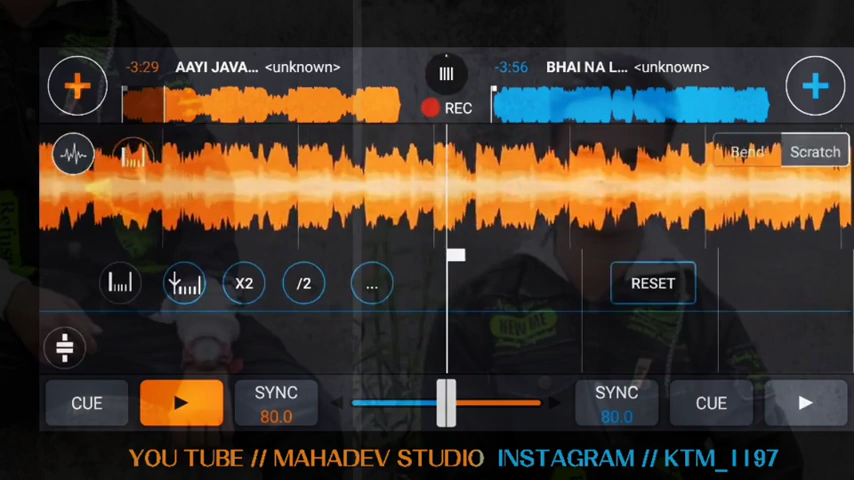 -3:29 AAYI JAVA... <unknown>
-3:56 BHAI NA L... <unknown>
REC
Bend Scratch
X2 /2 ... RESET
CUE SYNC 80.0
SYNC 80.0 CUE
YOU TUBE // MAHADEV STUDIO INSTAGRAM // KTM_1197